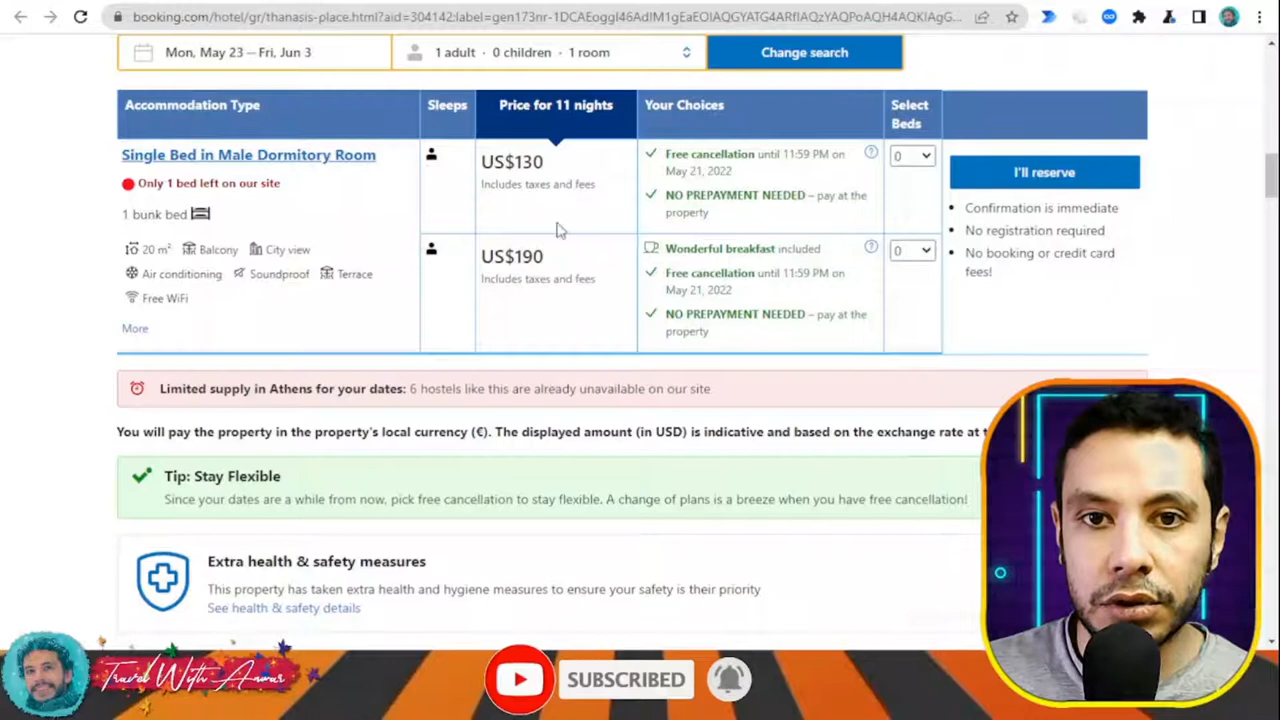 booking.com/hotel/gr/thanasis-place.html?aid=304142;label=gen173nr-
Mon, May 23 — Fri, Jun 3
1 adult · 0 children · 1 room
Change search
Accommodation Type
Sleeps
Price for 11 nights
Your Choices
Select
Beds
Single Bed in Male Dormitory Room
Only 1 bed left on our site
1 bunk bed
20 m²
Balcony
City view
Air conditioning
Soundproof
Terrace
Free WiFi
More
US$130
Includes taxes and fees
Free cancellation until 11:59 PM on
May 21, 2022
NO PREPAYMENT NEEDED – pay at the
property
0
US$190
Includes taxes and fees
Wonderful breakfast included
Free cancellation until 11:59 PM on
May 21, 2022
NO PREPAYMENT NEEDED – pay at the
property
0
I'll reserve
• Confirmation is immediate
• No registration required
• No booking or credit card
fees!
Limited supply in Athens for your dates: 6 hostels like this are already unavailable on our site
You will pay the property in the property's local currency (€). The displayed amount (in USD) is indicative and based on the exchange rate at
Tip: Stay Flexible
Since your dates are a while from now, pick free cancellation to stay flexible. A change of plans is a breeze when you have free cancellation!
Extra health & safety measures
This property has taken extra health and hygiene measures to ensure your safety is their priority
See health & safety details
Travel With Anwar
SUBSCRIBED